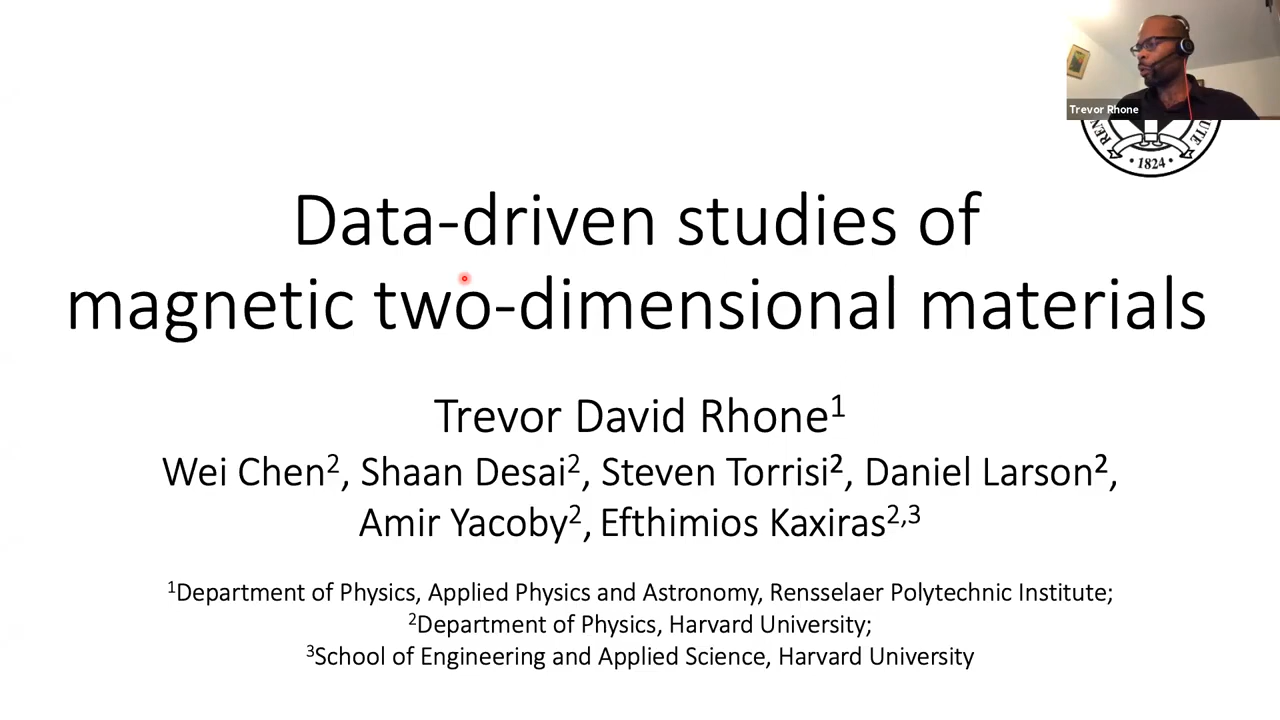 Trevor Rhone
REN
UTE
· 1824 ·
Data-driven studies of
magnetic two-dimensional materials
Trevor David Rhone¹
Wei Chen², Shaan Desai², Steven Torrisi², Daniel Larson²,
Amir Yacoby², Efthimios Kaxiras²,³
¹Department of Physics, Applied Physics and Astronomy, Rensselaer Polytechnic Institute;
²Department of Physics, Harvard University;
³School of Engineering and Applied Science, Harvard University